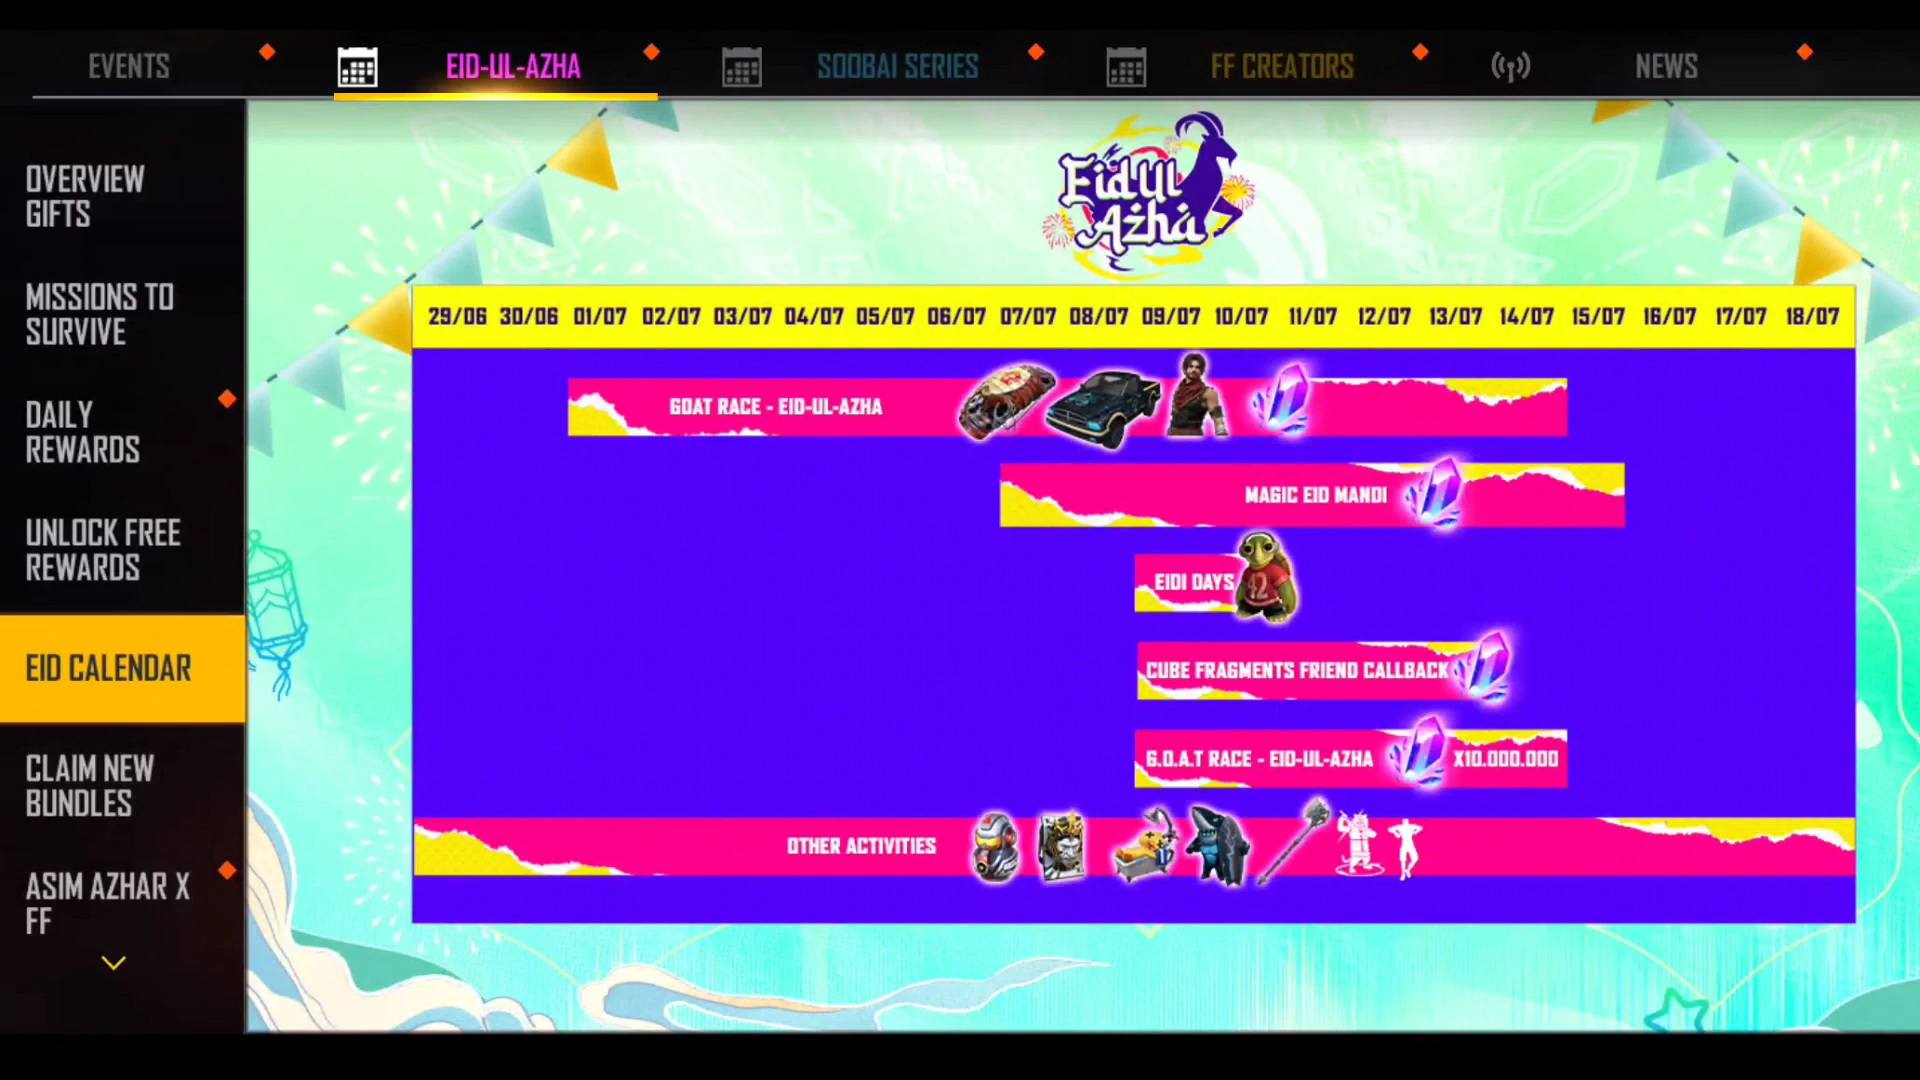 EVENTS
EID-UL-AZHA
SOOBAI SERIES
FF CREATORS
NEWS
OVERVIEW
GIFTS
MISSIONS TO
SURVIVE
DAILY
REWARDS
UNLOCK FREE
REWARDS
EID CALENDAR
CLAIM NEW
BUNDLES
ASIM AZHAR X
FF
Eid Ul
Azha
29/06 30/06 01/07 02/07 03/07 04/07 05/07 06/07 07/07 08/07 09/07 10/07 11/07 12/07 13/07 14/07 15/07 16/07 17/07 18/07
GOAT RACE - EID-UL-AZHA
MAGIC EID MANDI
EIDI DAYS
42
CUBE FRAGMENTS FRIEND CALLBACK
G.O.A.T RACE - EID-UL-AZHA
X10.000.000
OTHER ACTIVITIES